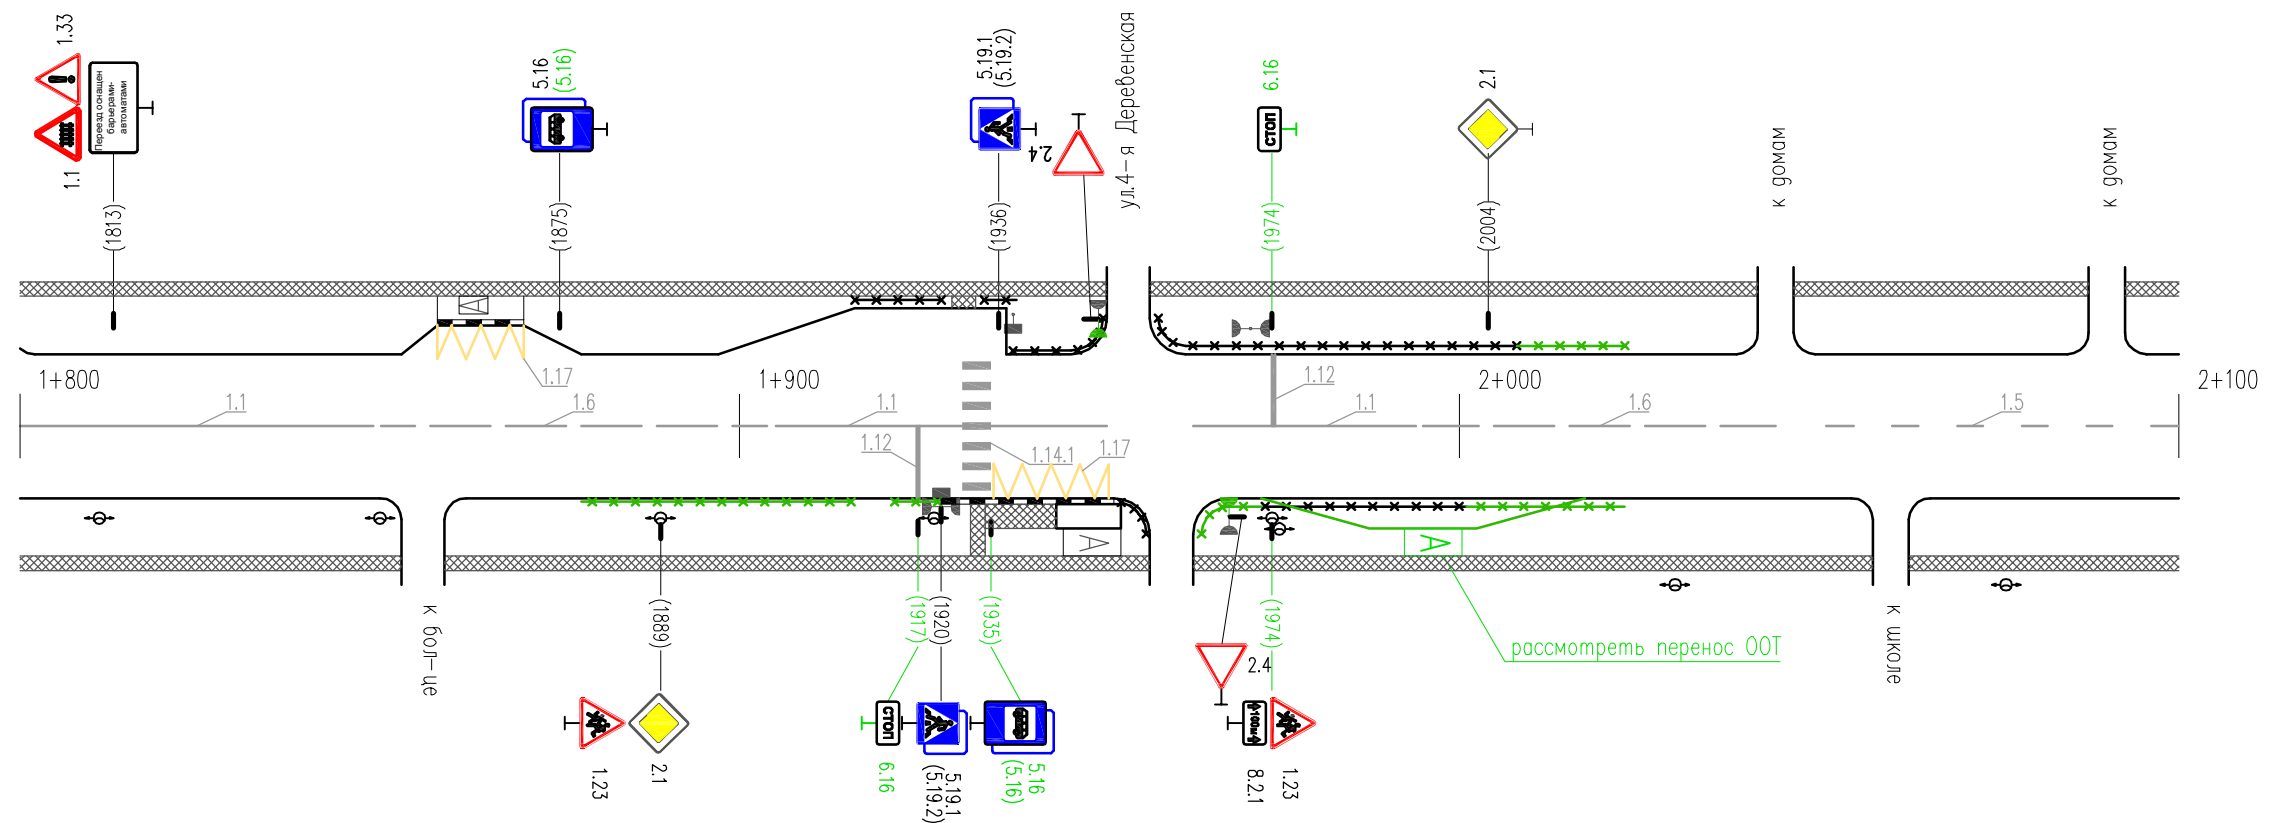 1.33
1.1
Переезд оснащен
барьерами-
автоматами
(1813)
5.16
(5.16)
(1875)
5.19.1
(5.19.2)
(1936)
2.4
ул.4-я Деревенская
6.16
СТОП
(1974)
2.1
(2004)
к домам
к домам
А
1.17
1+800
1+900
2+000
2+100
1.12
1.1
1.6
1.1
1.1
1.6
1.5
1.12
1.14.1
1.17
А
А
к бол-це
(1889)
(1917)
(1920)
(1935)
(1974)
рассмотреть перенос ООТ
к школе
1.23
2.1
СТОП
6.16
5.19.1
(5.19.2)
5.16
(5.16)
2.4
100м
8.2.1
1.23